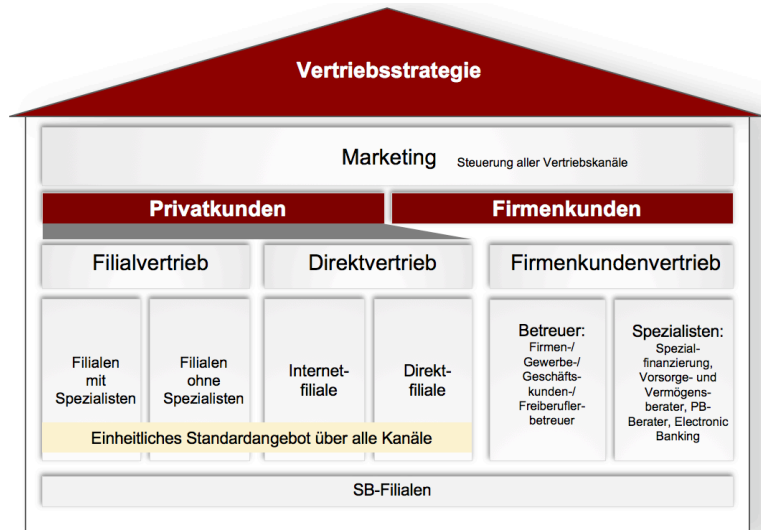 Vertriebsstrategie
Marketing Steuerung aller Vertriebskanäle
Privatkunden
Firmenkunden
Filialvertrieb
Direktvertrieb
Firmenkundenvertrieb
Filialen
mit
Spezialisten
Filialen
ohne
Spezialisten
Internet-
filiale
Direkt-
filiale
Betreuer:
Firmen-/
Gewerbe-/
Geschäfts-
kunden-/
Freiberufler-
betreuer
Spezialisten:
Spezial-
finanzierung,
Vorsorge- und
Vermögens-
berater, PB-
Berater, Electronic
Banking
Einheitliches Standardangebot über alle Kanäle
SB-Filialen